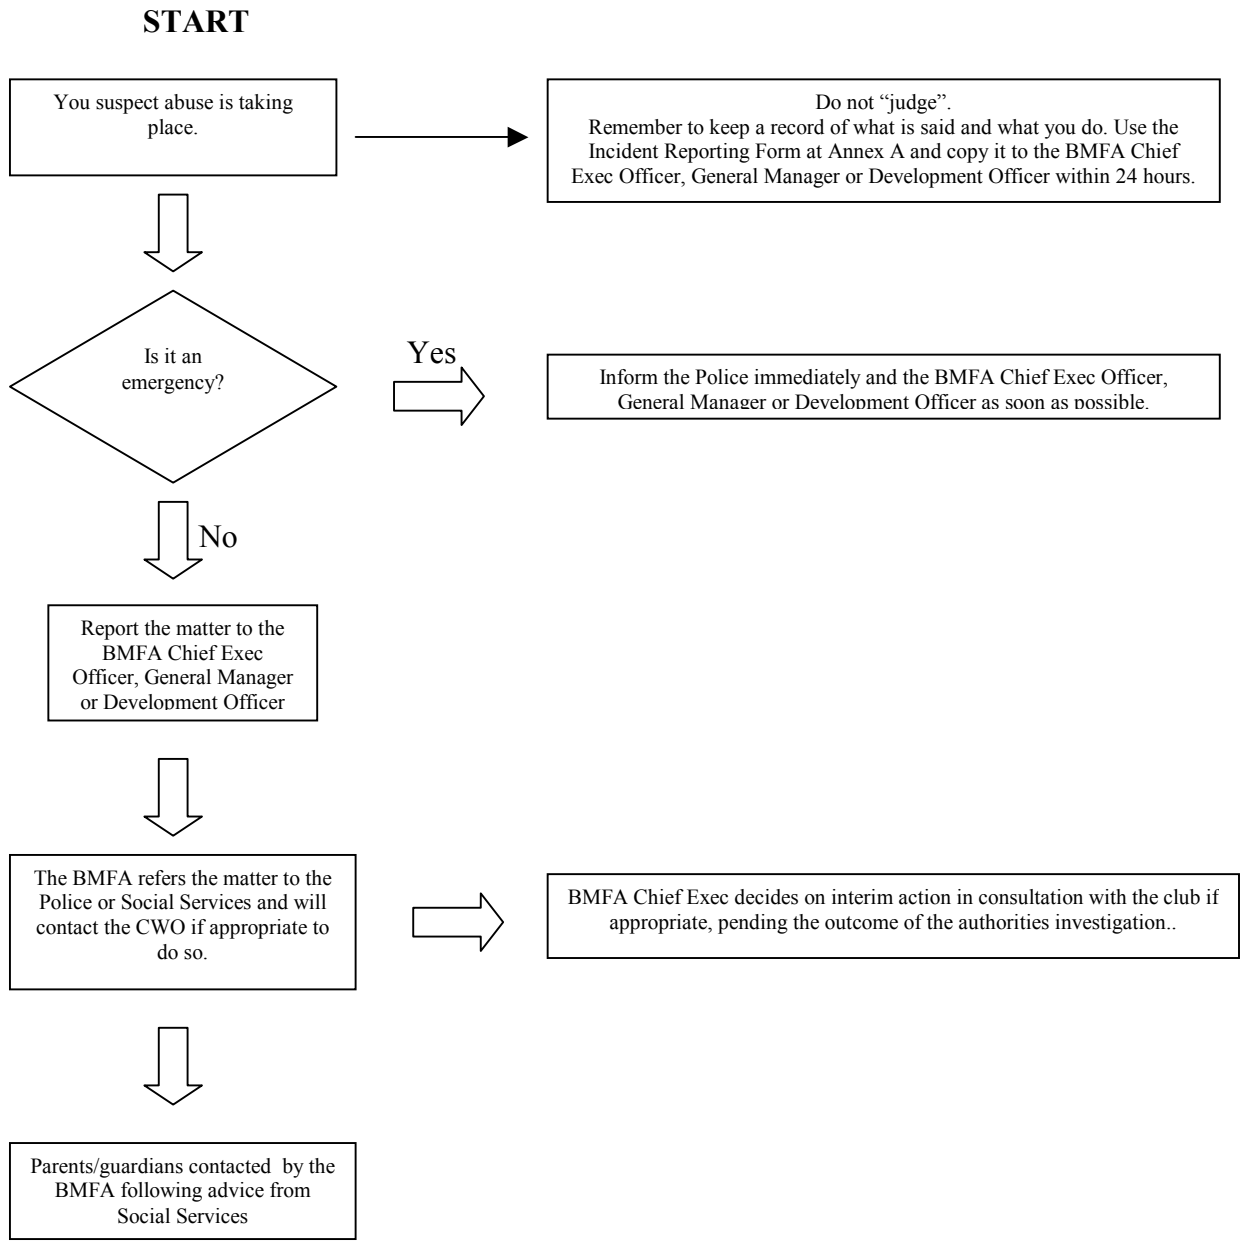 START
You suspect abuse is taking
place.
Do not “judge”.
Remember to keep a record of what is said and what you do. Use the
Incident Reporting Form at Annex A and copy it to the BMFA Chief
Exec Officer, General Manager or Development Officer within 24 hours.
Is it an
emergency?
Yes
Inform the Police immediately and the BMFA Chief Exec Officer,
General Manager or Development Officer as soon as possible.
No
Report the matter to the
BMFA Chief Exec
Officer, General Manager
or Development Officer
The BMFA refers the matter to the
Police or Social Services and will
contact the CWO if appropriate to
do so.
BMFA Chief Exec decides on interim action in consultation with the club if
appropriate, pending the outcome of the authorities investigation..
Parents/guardians contacted  by the
BMFA following advice from
Social Services